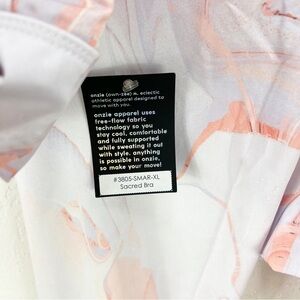 onzie (own-zee) n. eclectic
athletic apparel designed to
move with you.
onzie apparel uses
free-flow fabric
technology so you
stay cool, comfortable
and fully supported
while sweating it out
with style. anything
is possible in onzie,
so make your move!
#3805-SMAR-XL
Sacred Bra